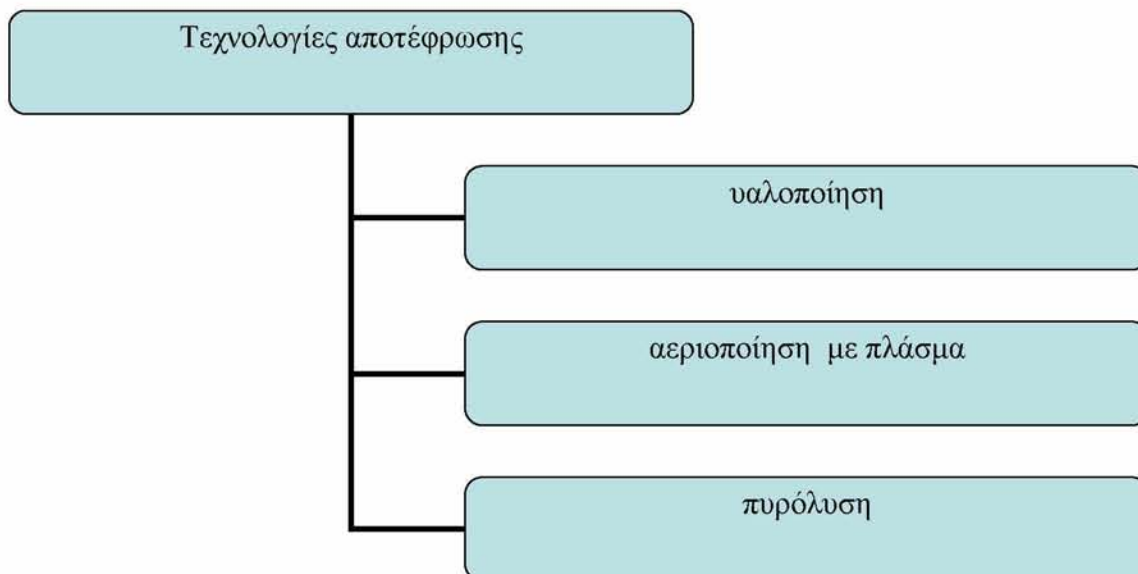 Τεχνολογίες αποτέφρωσης
υαλοποίηση
αεριοποίηση με πλάσμα
πυρόλυση